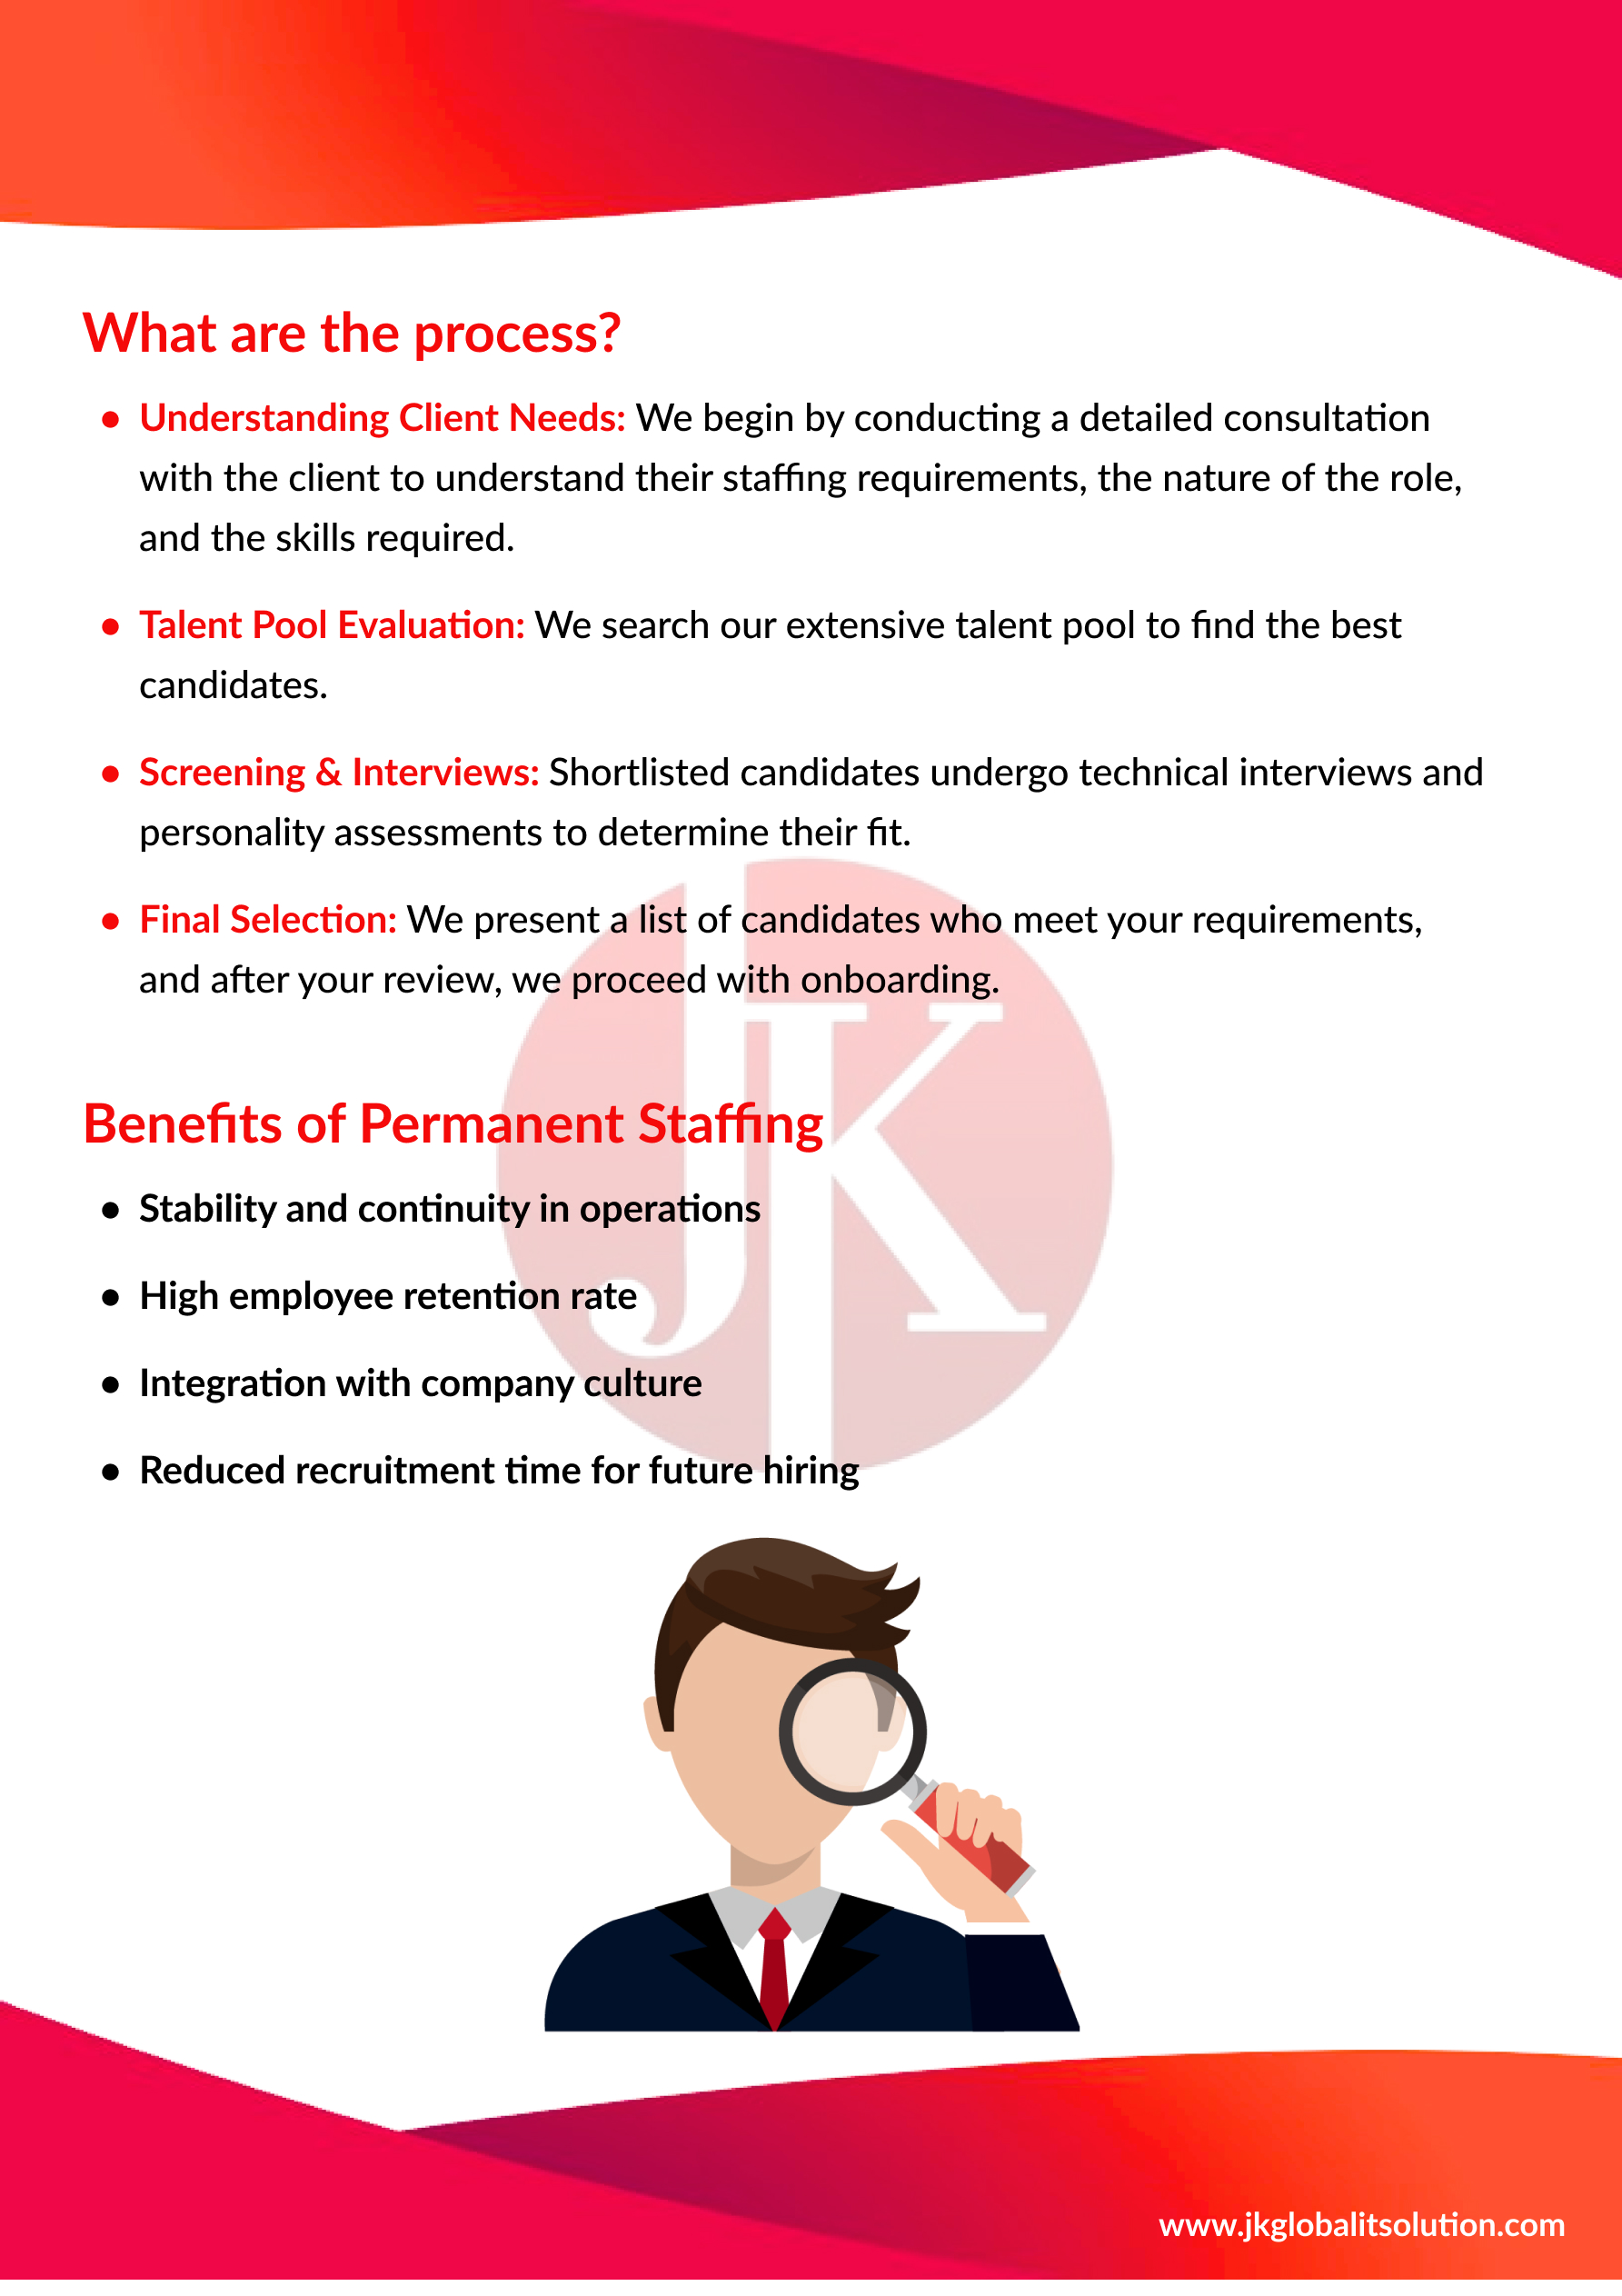 What are the process?
● Understanding Client Needs: We begin by conducting a detailed consultation
with the client to understand their staffing requirements, the nature of the role,
and the skills required.
● Talent Pool Evaluation: We search our extensive talent pool to find the best
candidates.
● Screening & Interviews: Shortlisted candidates undergo technical interviews and
personality assessments to determine their fit.
● Final Selection: We present a list of candidates who meet your requirements,
and after your review, we proceed with onboarding.
JK
Benefits of Permanent Staffing
● Stability and continuity in operations
● High employee retention rate
● Integration with company culture
● Reduced recruitment time for future hiring
www.jkglobalitsolution.com